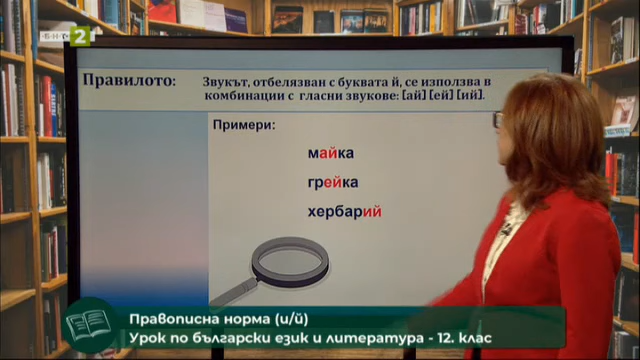 БНТ 2
Правилото:
Звукът, отбелязван с буквата й, се използва в
комбинации с гласни звукове: [ай] [ей] [ий].
Примери:
майка
грейка
хербарий
Правописна норма (и/й)
Урок по български език и литература - 12. клас